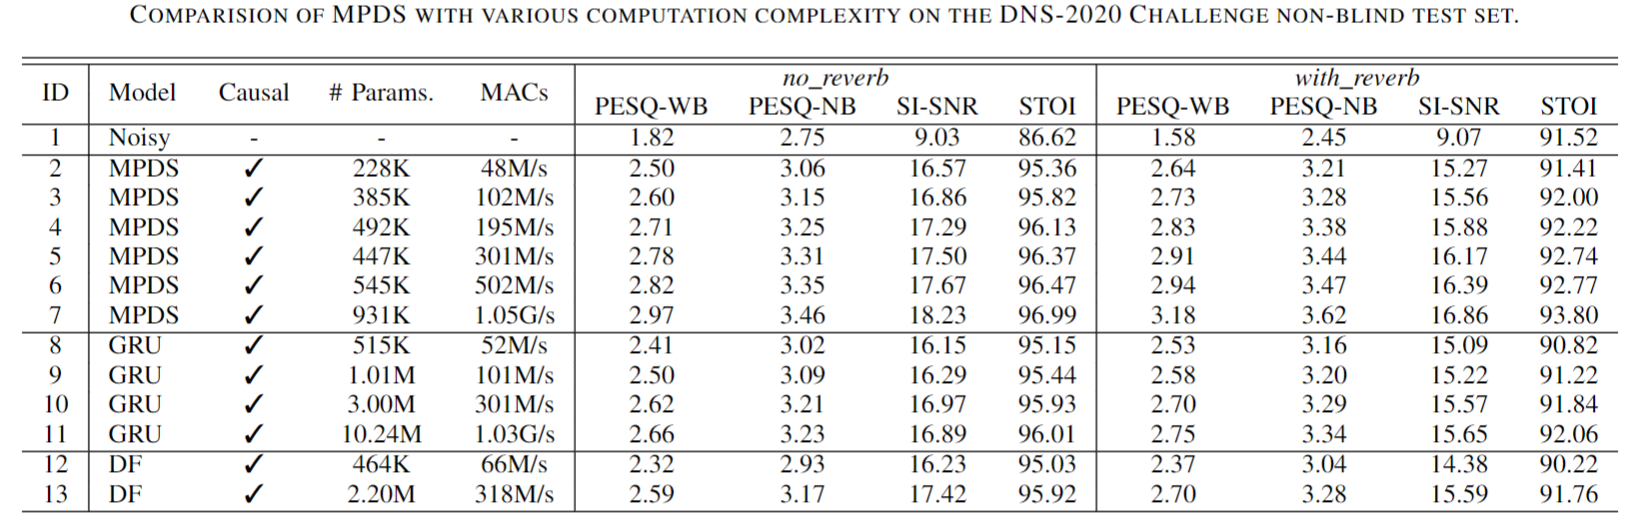 COMPARISION OF MPDS WITH VARIOUS COMPUTATION COMPLEXITY ON THE DNS-2020 CHALLENGE NON-BLIND TEST SET.
ID Model Causal # Params. MACs no_reverb with_reverb
PESQ-WB PESQ-NB SI-SNR STOI PESQ-WB PESQ-NB SI-SNR STOI
1 Noisy - - - 1.82 2.75 9.03 86.62 1.58 2.45 9.07 91.52
2 MPDS ✓ 228K 48M/s 2.50 3.06 16.57 95.36 2.64 3.21 15.27 91.41
3 MPDS ✓ 385K 102M/s 2.60 3.15 16.86 95.82 2.73 3.28 15.56 92.00
4 MPDS ✓ 492K 195M/s 2.71 3.25 17.29 96.13 2.83 3.38 15.88 92.22
5 MPDS ✓ 447K 301M/s 2.78 3.31 17.50 96.37 2.91 3.44 16.17 92.74
6 MPDS ✓ 545K 502M/s 2.82 3.35 17.67 96.47 2.94 3.47 16.39 92.77
7 MPDS ✓ 931K 1.05G/s 2.97 3.46 18.23 96.99 3.18 3.62 16.86 93.80
8 GRU ✓ 515K 52M/s 2.41 3.02 16.15 95.15 2.53 3.16 15.09 90.82
9 GRU ✓ 1.01M 101M/s 2.50 3.09 16.29 95.44 2.58 3.20 15.22 91.22
10 GRU ✓ 3.00M 301M/s 2.62 3.21 16.97 95.93 2.70 3.29 15.57 91.84
11 GRU ✓ 10.24M 1.03G/s 2.66 3.23 16.89 96.01 2.75 3.34 15.65 92.06
12 DF ✓ 464K 66M/s 2.32 2.93 16.23 95.03 2.37 3.04 14.38 90.22
13 DF ✓ 2.20M 318M/s 2.59 3.17 17.42 95.92 2.70 3.28 15.59 91.76